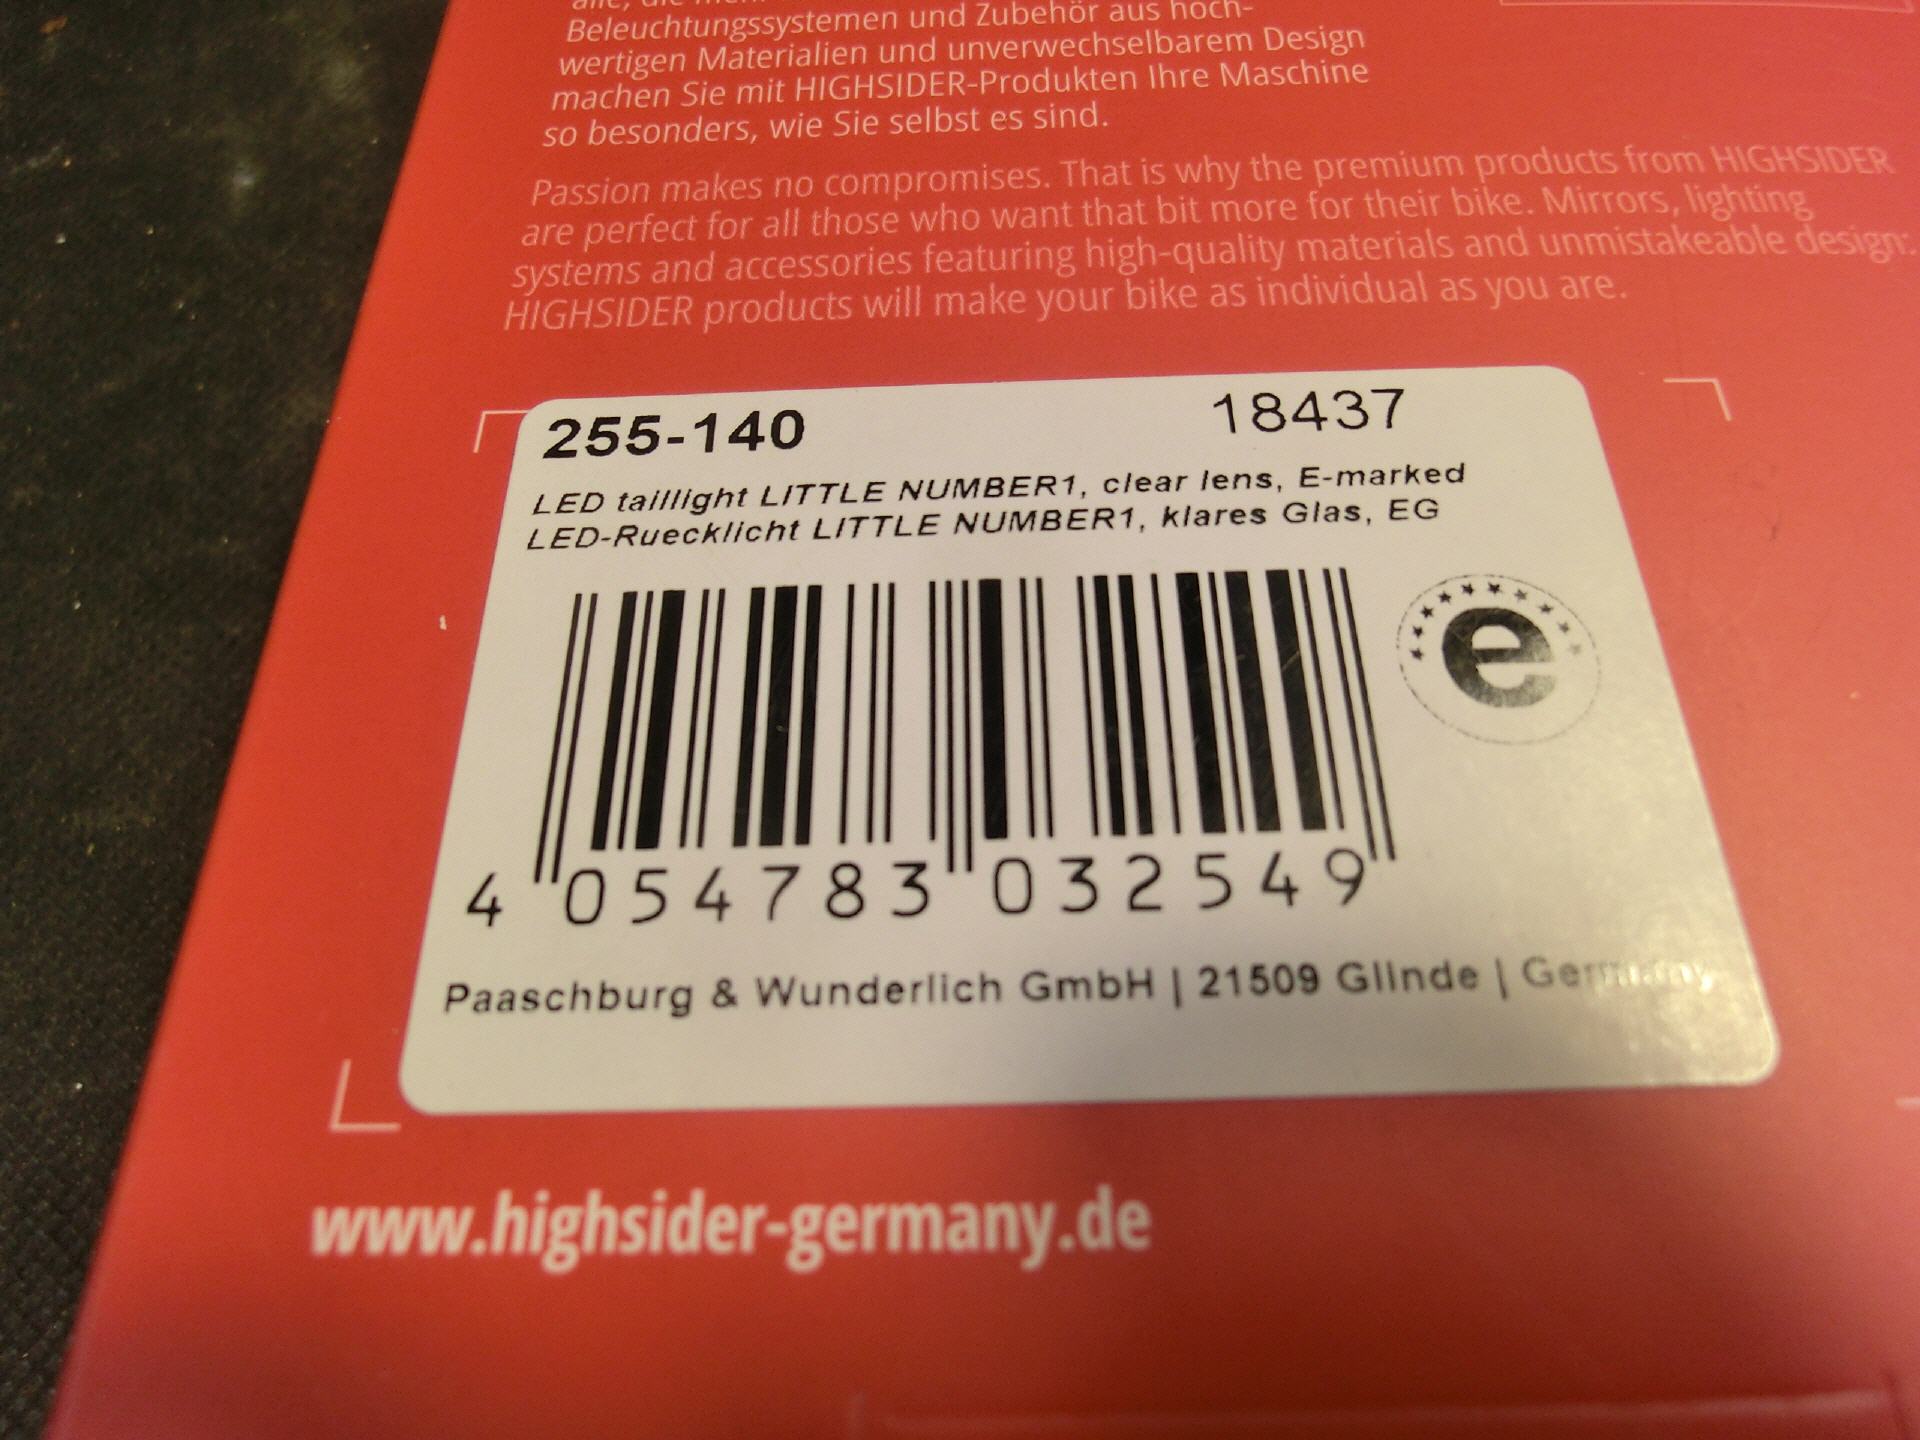 Beleuchtungssystemen und Zubehör aus hoch-
wertigen Materialien und unverwechselbarem Design
machen Sie mit HIGHSIDER-Produkten Ihre Maschine
so besonders, wie Sie selbst es sind.
Passion makes no compromises. That is why the premium products from HIGHSIDER
are perfect for all those who want that bit more for their bike. Mirrors, lighting
systems and accessories featuring high-quality materials and unmistakeable design:
HIGHSIDER products will make your bike as individual as you are.
255-140 18437
LED taillight LITTLE NUMBER1, clear lens, E-marked
LED-Ruecklicht LITTLE NUMBER1, klares Glas, EG
e
4 054783 032549
Paaschburg & Wunderlich GmbH | 21509 Glinde | Germany
www.highsider-germany.de